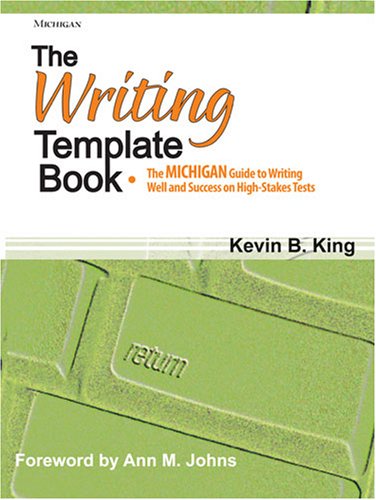 MICHIGAN
The
Writing
Template
Book •
The MICHIGAN Guide to Writing
Well and Success on High-Stakes Tests
Kevin B. King
return
Foreword by Ann M. Johns